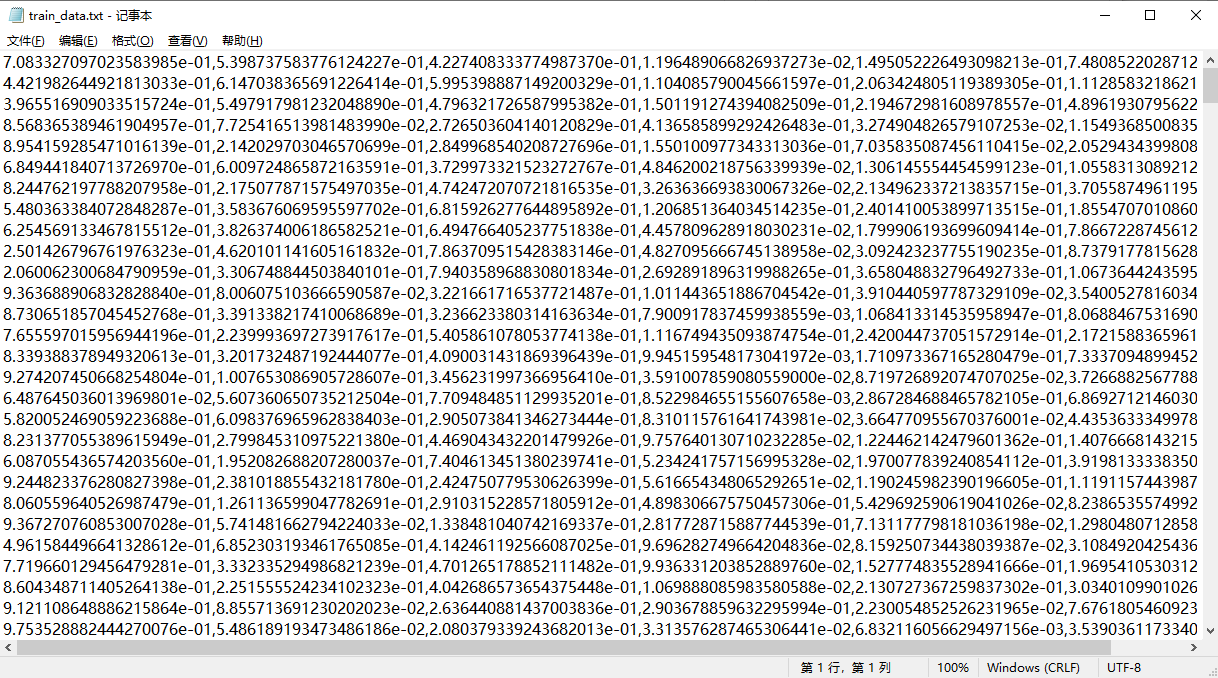 train_data.txt - 记事本
文件(F) 编辑(E) 格式(O) 查看(V) 帮助(H)
7.083327097023583985e-01,5.398737583776124227e-01,4.227408333774987370e-01,1.196489066826937273e-02,1.495052226493098213e-01,7.4808522028712
4.421982644921813033e-01,6.147038365691226414e-01,5.995398887149200329e-01,1.104085790045661597e-01,2.063424805119389305e-01,1.1128583218621
3.965516909033515724e-01,5.497917981232048890e-01,4.796321726587995382e-01,1.501191274394082509e-01,2.194672981608978557e-01,4.8961930795622
8.568365389461904957e-01,7.725416513981483990e-02,2.726503604140120829e-01,4.136585899292426483e-01,3.274904826579107253e-02,1.1549368500835
8.954159285471016139e-01,2.142029703046570699e-01,2.849968540208727696e-01,1.550100977343313036e-01,7.035835087456110415e-02,2.0529434399808
6.849441840713726970e-01,6.009724865872163591e-01,3.729973321523272767e-01,4.846200218756339939e-02,1.306145554454599123e-01,1.0558313089212
8.244762197788207958e-01,2.175077871575497035e-01,4.742472070721816535e-01,3.263636693830067326e-02,2.134962337213835715e-01,3.7055874961195
5.480363384072848287e-01,3.583676069595597702e-01,6.815926277644895892e-01,1.206851364034514235e-01,2.401410053899713515e-01,1.8554707010860
6.254569133467815512e-01,3.826374006186582521e-01,6.494766405237751838e-01,4.457809628918030231e-02,1.799906193699609414e-01,7.8667228745612
2.501426796761976323e-01,4.620101141605161832e-01,7.863709515428383146e-01,4.827095666745138958e-02,3.092423237755190235e-01,8.7379177815628
2.060062300684790959e-01,3.306748844503840101e-01,7.940358968830801834e-01,2.692891896319988265e-01,3.658048832796492733e-01,1.0673644243595
9.363688906832828840e-01,8.006075103666590587e-02,3.221661716537721487e-01,1.011443651886704542e-01,3.910440597787329109e-02,3.5400527816034
8.730651857045452768e-01,3.391338217410068689e-01,3.236623380314163634e-01,7.900917837459938559e-03,1.068413314535958947e-01,8.0688467531690
7.655597015956944196e-01,2.239993697273917617e-01,5.405861078053774138e-01,1.116749435093874754e-01,2.420044737051572914e-01,2.1721588365961
8.339388378949320613e-01,3.201732487192444077e-01,4.090031431869396439e-01,9.945159548173041972e-03,1.710973367165280479e-01,7.3337094899452
9.274207450668254804e-01,1.007653086905728607e-01,3.456231997366956410e-01,3.591007859080559000e-02,8.719726892074707025e-02,3.7266882567788
6.487645036013969801e-02,5.607360650735212504e-01,7.709484851129935201e-01,8.522984655155607658e-03,2.867284688465782105e-01,6.8692712146030
5.820052469059223688e-01,6.098376965962838403e-01,2.905073841346273444e-01,8.310115761641743981e-02,3.664770955670376001e-02,4.4353633349978
8.231377055389615949e-01,2.799845310975221380e-01,4.469043432201479926e-01,9.757640130710232285e-02,1.224462142479601362e-01,1.4076668143215
6.087055436574203560e-01,1.952082688207280037e-01,7.404613451380239741e-01,5.234241757156995328e-02,1.970077839240854112e-01,3.9198133338350
9.244823376280827398e-01,2.381018855432181780e-01,2.424750779530626399e-01,5.616654348065292651e-02,1.190245982390196605e-01,1.1191157443987
8.060559640526987479e-01,1.261136599047782691e-01,2.910315228571805912e-01,4.898306675750457306e-01,5.429692590619041026e-02,8.2386535574992
9.367270760853007028e-01,5.741481662794224033e-02,1.338481040742169337e-01,2.817728715887744539e-01,7.131177798181036198e-02,1.2980480712858
4.961584496641328612e-01,6.852303193461765085e-01,4.142461192566087025e-01,9.696282749664204836e-02,8.159250734438039387e-02,3.1084920425436
7.719660129456479281e-01,3.332335294986821239e-01,4.701265178852111482e-01,9.936331203852889760e-02,1.527774835528941666e-01,1.9695410530312
8.604348711405264138e-01,2.251555524234102323e-01,4.042686573654375448e-01,1.069888085983580588e-02,2.130727367259837302e-01,3.0340109901026
9.121108648886215864e-01,8.855713691230202023e-02,2.636440881437003836e-01,2.903678859632295994e-01,2.230054852526231965e-02,7.6761805460923
9.753528882444270076e-01,5.486189193473486186e-02,2.080379339243682013e-01,3.313576287465306441e-02,6.832116056629497156e-03,3.5390361173340
第 1 行，第 1 列 100% Windows (CRLF) UTF-8